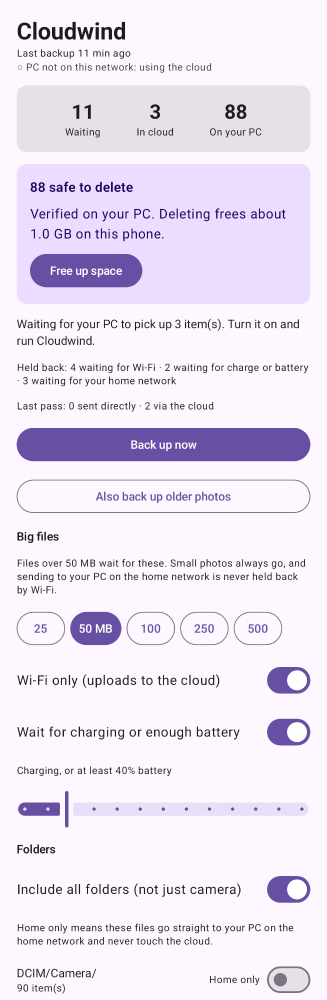 Cloudwind
Last backup 11 min ago
○ PC not on this network: using the cloud
11 3 88
Waiting In cloud On your PC
88 safe to delete
Verified on your PC. Deleting frees about
1.0 GB on this phone.
Free up space
Waiting for your PC to pick up 3 item(s). Turn it on and
run Cloudwind.
Held back: 4 waiting for Wi-Fi · 2 waiting for charge or battery
· 3 waiting for your home network
Last pass: 0 sent directly · 2 via the cloud
Back up now
Also back up older photos
Big files
Files over 50 MB wait for these. Small photos always go, and
sending to your PC on the home network is never held back
by Wi-Fi.
25 50 MB 100 250 500
Wi-Fi only (uploads to the cloud)
Wait for charging or enough battery
Charging, or at least 40% battery
Folders
Include all folders (not just camera)
Home only means these files go straight to your PC on the
home network and never touch the cloud.
DCIM/Camera/ Home only
90 item(s)